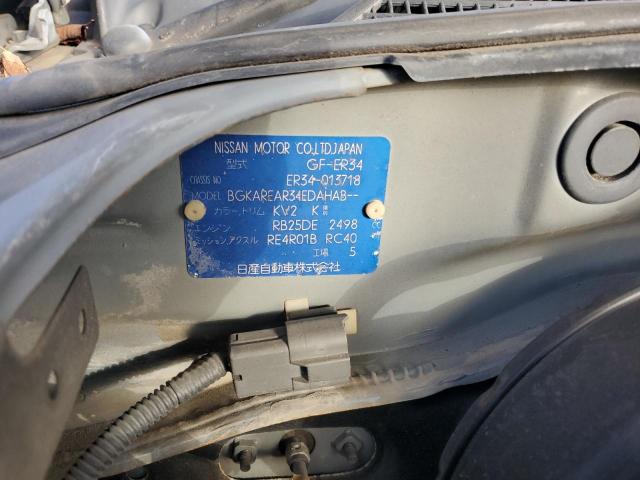 NISSAN MOTOR CO.,LTD.JAPAN
型式 GF-ER34
CHASSIS NO ER34-013718
MODEL BGKAREAR34EDAHAB--
カラー,トリム KV2 K
エンジン RB25DE 2498
ミッション,アクスル RE4R01B RC40
工場 5
日産自動車株式会社